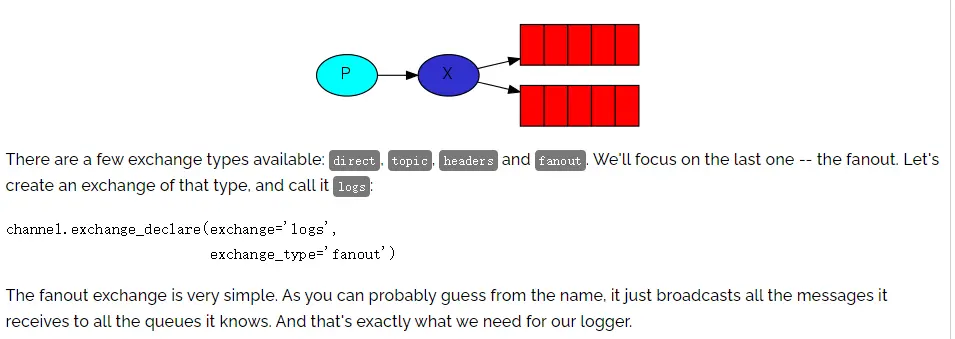 P
X
There are a few exchange types available: direct, topic, headers and fanout. We'll focus on the last one -- the fanout. Let's
create an exchange of that type, and call it logs:
channel.exchange_declare(exchange='logs',
exchange_type='fanout')
The fanout exchange is very simple. As you can probably guess from the name, it just broadcasts all the messages it
receives to all the queues it knows. And that's exactly what we need for our logger.